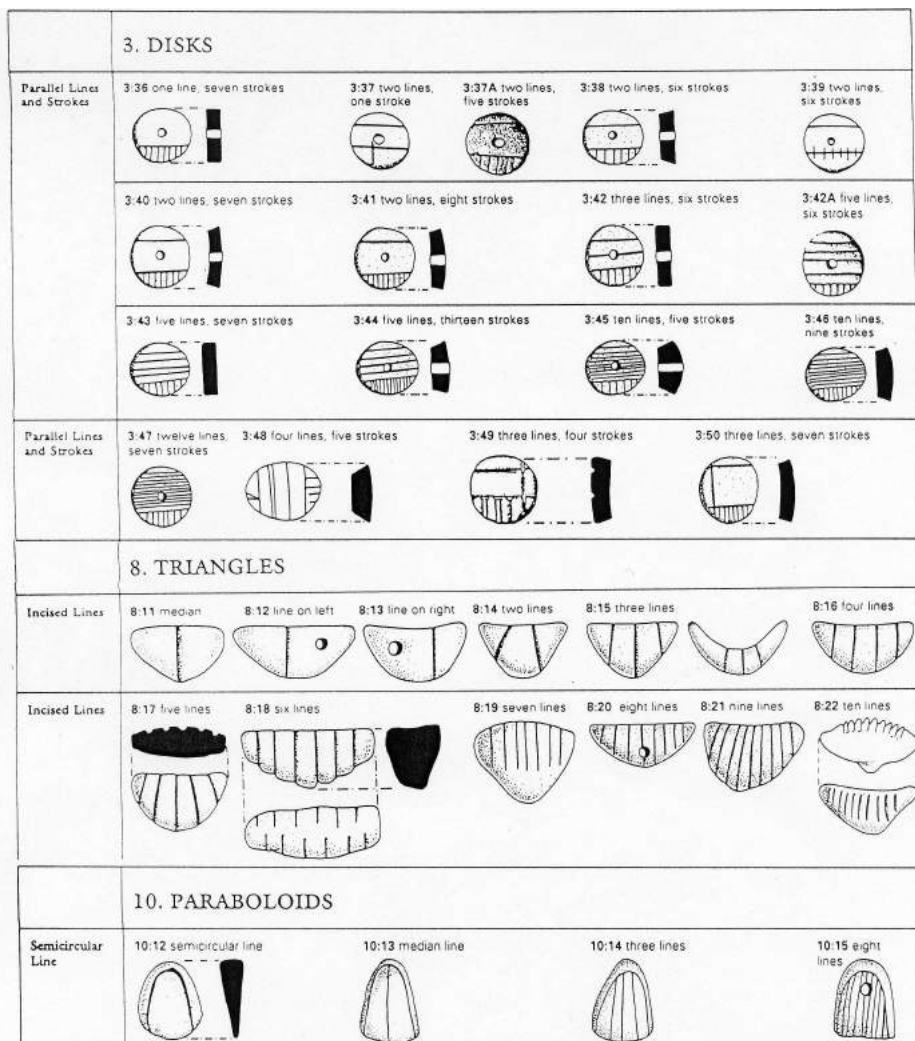 3. DISKS
Parallel Lines
and Strokes
3:36 one line, seven strokes
3:37 two lines,
one stroke
3:37A two lines,
five strokes
3:38 two lines, six strokes
3:39 two lines,
six strokes
3:40 two lines, seven strokes
3:41 two lines, eight strokes
3:42 three lines, six strokes
3:42A five lines,
six strokes
3:43 five lines, seven strokes
3:44 five lines, thirteen strokes
3:45 ten lines, five strokes
3:46 ten lines,
nine strokes
Parallel Lines
and Strokes
3:47 twelve lines,
seven strokes
3:48 four lines, five strokes
3:49 three lines, four strokes
3:50 three lines, seven strokes
8. TRIANGLES
Incised Lines
8:11 median
8:12 line on left
8:13 line on right
8:14 two lines
8:15 three lines
8:16 four lines
Incised Lines
8:17 five lines
8:18 six lines
8:19 seven lines
8:20 eight lines
8:21 nine lines
8:22 ten lines
10. PARABOLOIDS
Semicircular
Line
10:12 semicircular line
10:13 median line
10:14 three lines
10:15 eight
lines